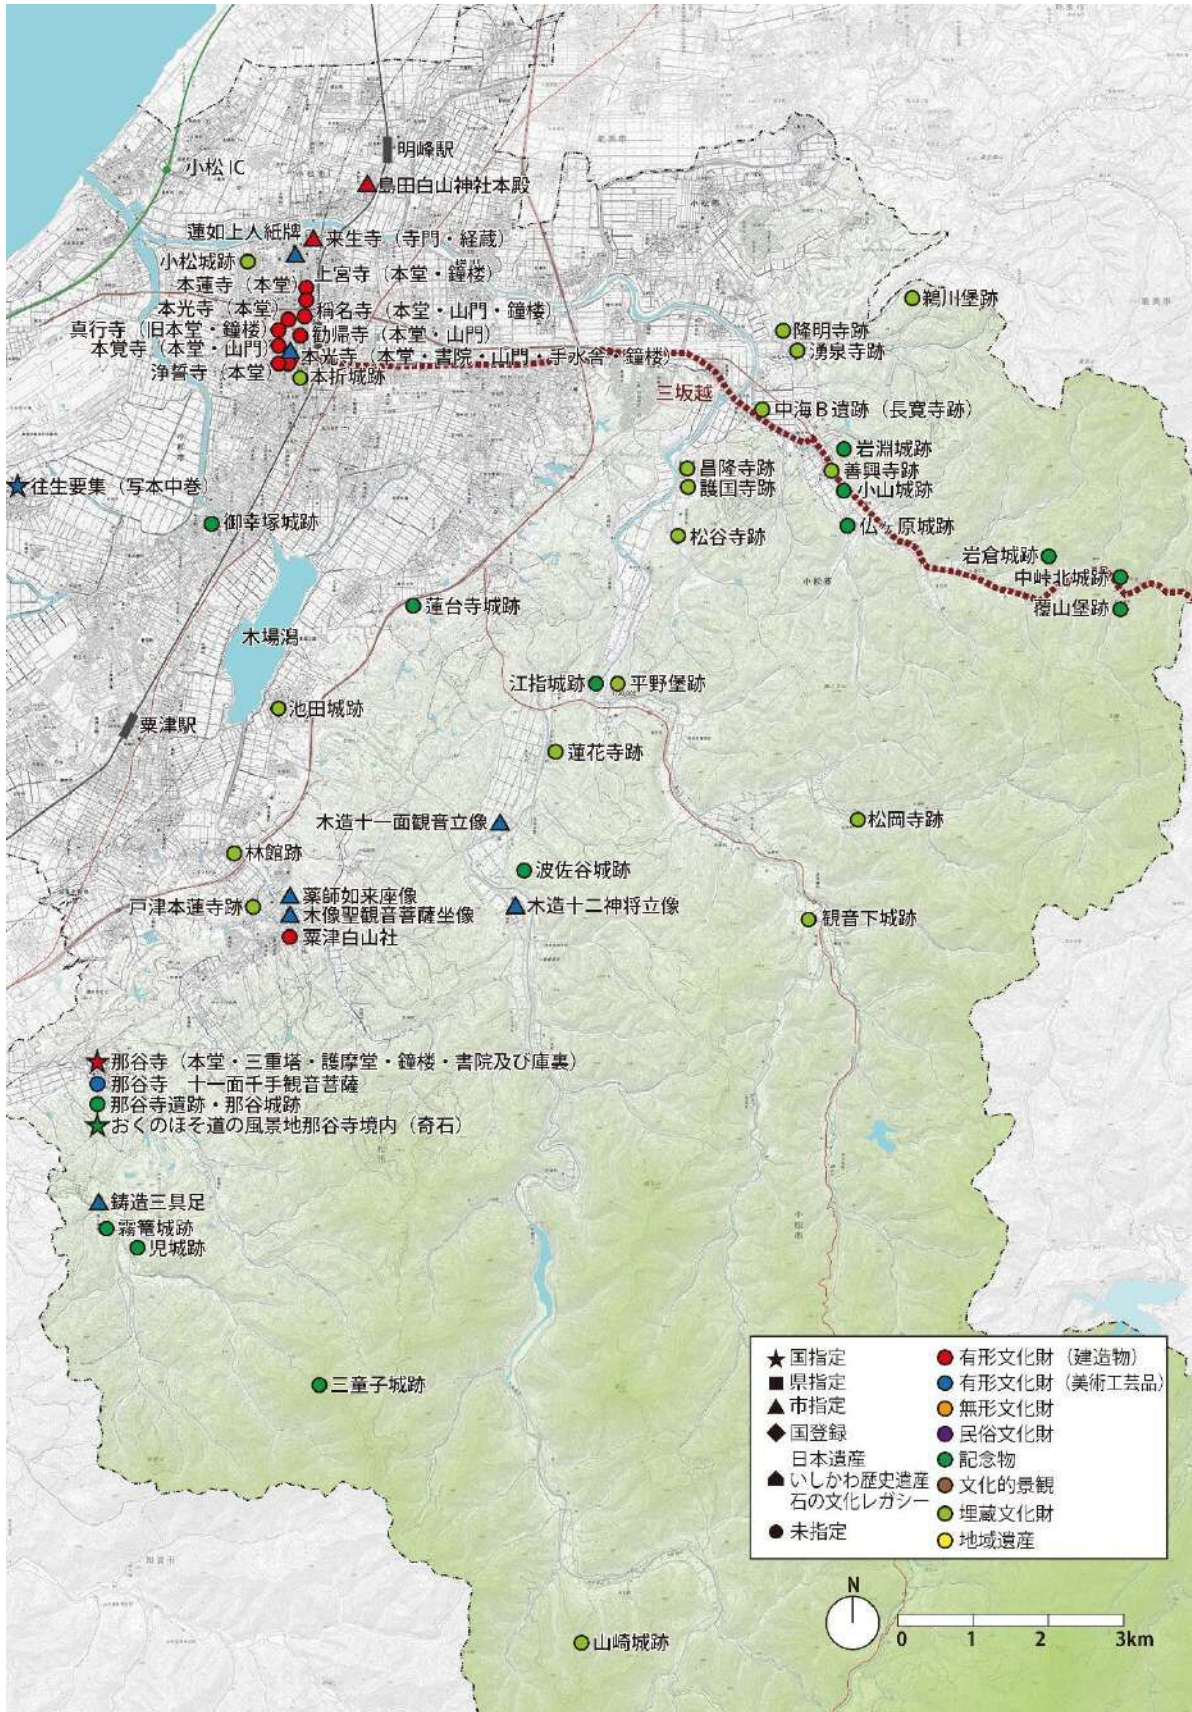 明峰駅
小松IC
島田白山神社本殿
蓮如上人紙牌
来生寺（寺門・経蔵）
小松城跡
上宮寺（本堂・鐘楼）
本蓮寺（本堂）
本光寺（本堂）
稱名寺（本堂・山門・鐘楼）
真行寺（旧本堂・鐘楼）
勧帰寺（本堂・山門）
本覚寺（本堂・山門）
本光寺（本堂・書院・山門・手水舎・鐘楼）
浄誓寺（本堂）
本折城跡
鵜川堡跡
隆明寺跡
湧泉寺跡
三坂越
中海B遺跡（長寛寺跡）
岩淵城跡
昌隆寺跡
善興寺跡
護国寺跡
小山城跡
往生要集（写本中巻）
御幸塚城跡
仏ヶ原城跡
松谷寺跡
岩倉城跡
中峠北城跡
覆山堡跡
蓮台寺城跡
木場潟
江指城跡
平野堡跡
池田城跡
粟津駅
蓮花寺跡
木造十一面観音立像
松岡寺跡
林館跡
波佐谷城跡
薬師如来座像
戸津本蓮寺跡
木像聖観音菩薩坐像
木造十二神将立像
観音下城跡
粟津白山社
那谷寺（本堂・三重塔・護摩堂・鐘楼・書院及び庫裏）
那谷寺　十一面千手観音菩薩
那谷寺遺跡・那谷城跡
おくのほそ道の風景地那谷寺境内（奇石）
鋳造三具足
霧篭城跡
児城跡
三童子城跡
山崎城跡
国指定
県指定
市指定
国登録
日本遺産
いしかわ歴史遺産
石の文化レガシー
未指定
有形文化財（建造物）
有形文化財（美術工芸品）
無形文化財
民俗文化財
記念物
文化的景観
埋蔵文化財
地域遺産
N
0 1 2 3km